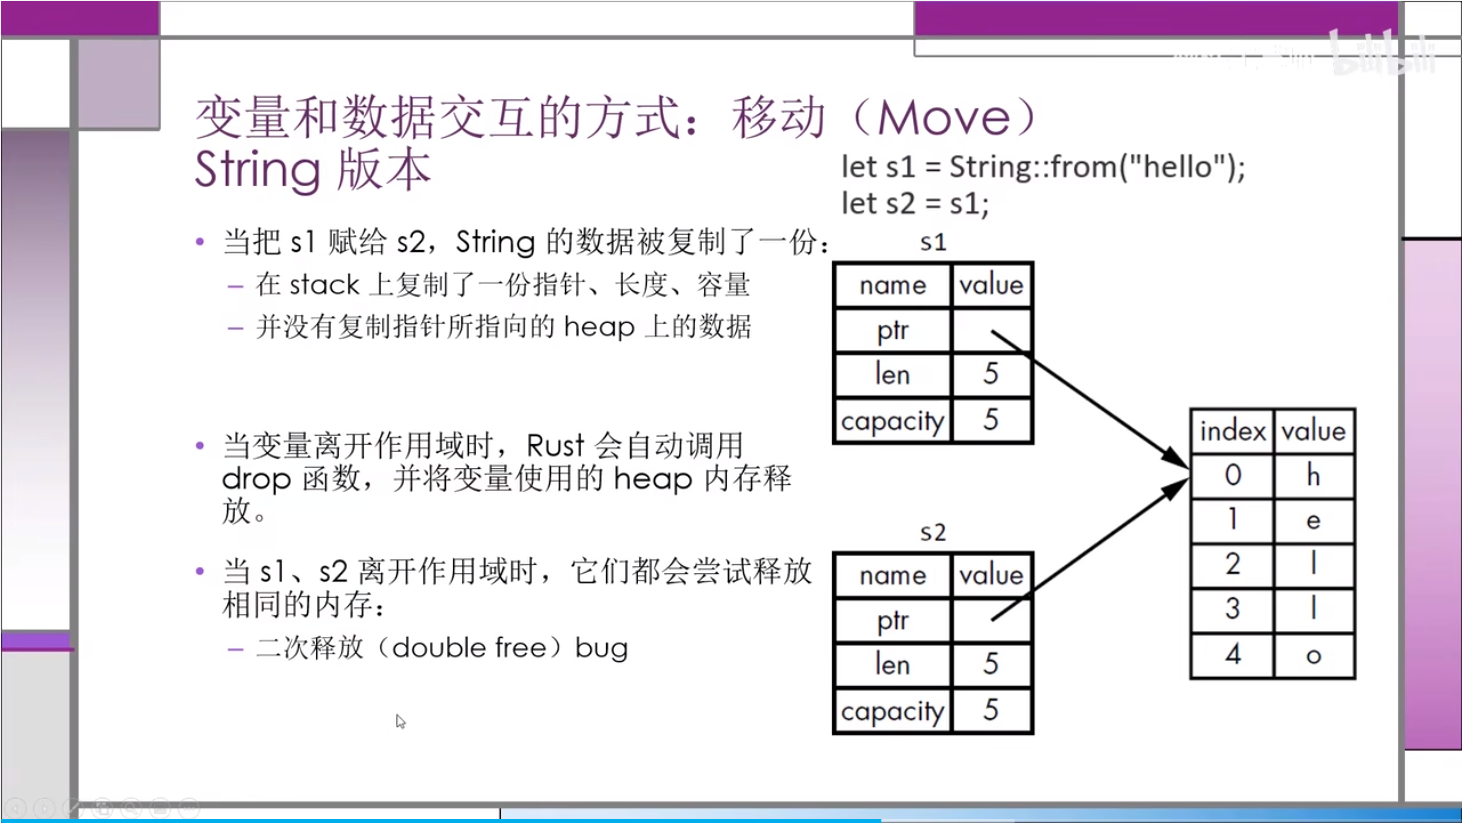 bilibili
变量和数据交互的方式：移动（Move）
String 版本
let s1 = String::from("hello");
let s2 = s1;
• 当把 s1 赋给 s2，String 的数据被复制了一份：
– 在 stack 上复制了一份指针、长度、容量
– 并没有复制指针所指向的 heap 上的数据
• 当变量离开作用域时，Rust 会自动调用
drop 函数，并将变量使用的 heap 内存释
放。
• 当 s1、s2 离开作用域时，它们都会尝试释放
相同的内存：
– 二次释放（double free）bug
s1
name value
ptr
len 5
capacity 5
s2
name value
ptr
len 5
capacity 5
index value
0 h
1 e
2 l
3 l
4 o